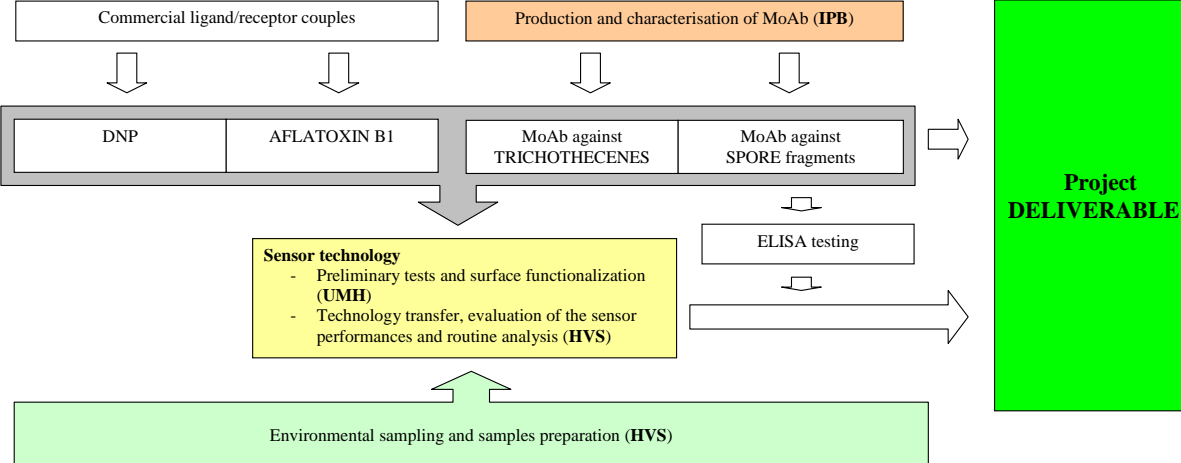 Commercial ligand/receptor couples
Production and characterisation of MoAb (IPB)
DNP
AFLATOXIN B1
MoAb against
TRICHOTHECENES
MoAb against
SPORE fragments
Project
DELIVERABLE
ELISA testing
Sensor technology
- Preliminary tests and surface functionalization
(UMH)
- Technology transfer, evaluation of the sensor
performances and routine analysis (HVS)
Environmental sampling and samples preparation (HVS)